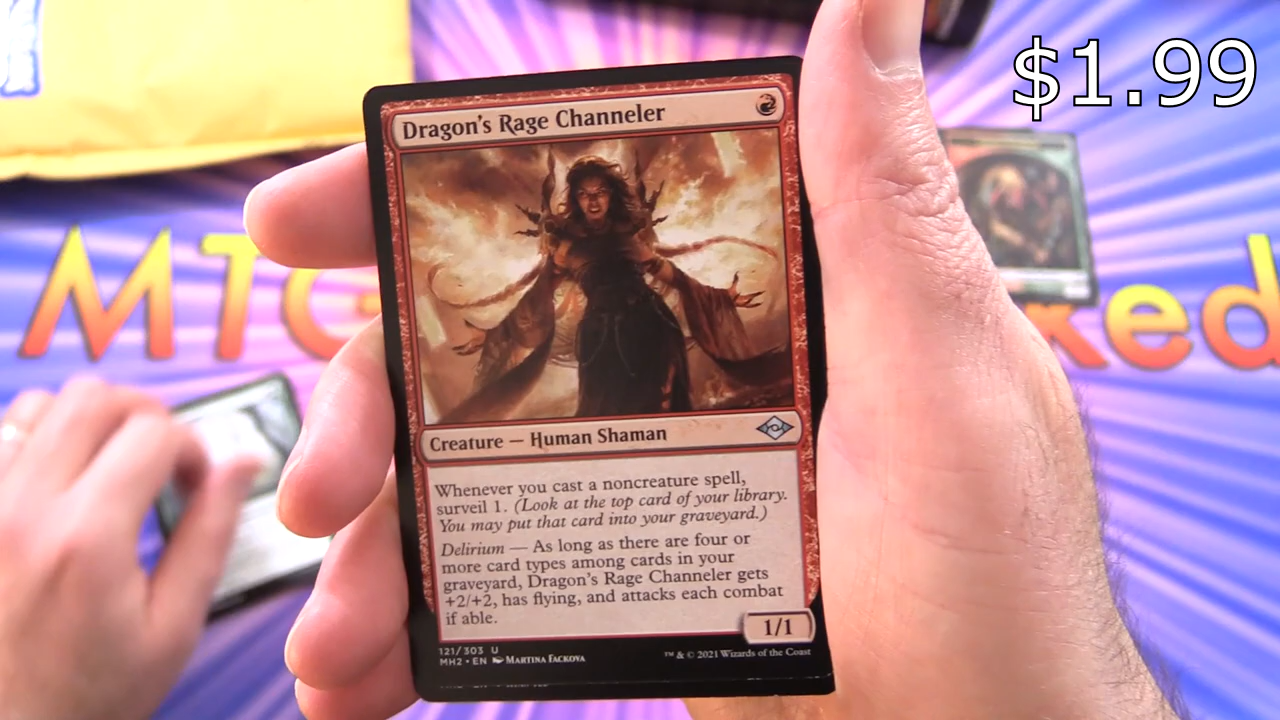 $1.99
Dragon's Rage Channeler
MTG
ked
Creature — Human Shaman
Whenever you cast a noncreature spell,
surveil 1. (Look at the top card of your library.
You may put that card into your graveyard.)
Delirium — As long as there are four or
more card types among cards in your
graveyard, Dragon's Rage Channeler gets
+2/+2, has flying, and attacks each combat
if able.
1/1
121/303 U
MH2 • EN Martina Fackova
™ & © 2021 Wizards of the Coast